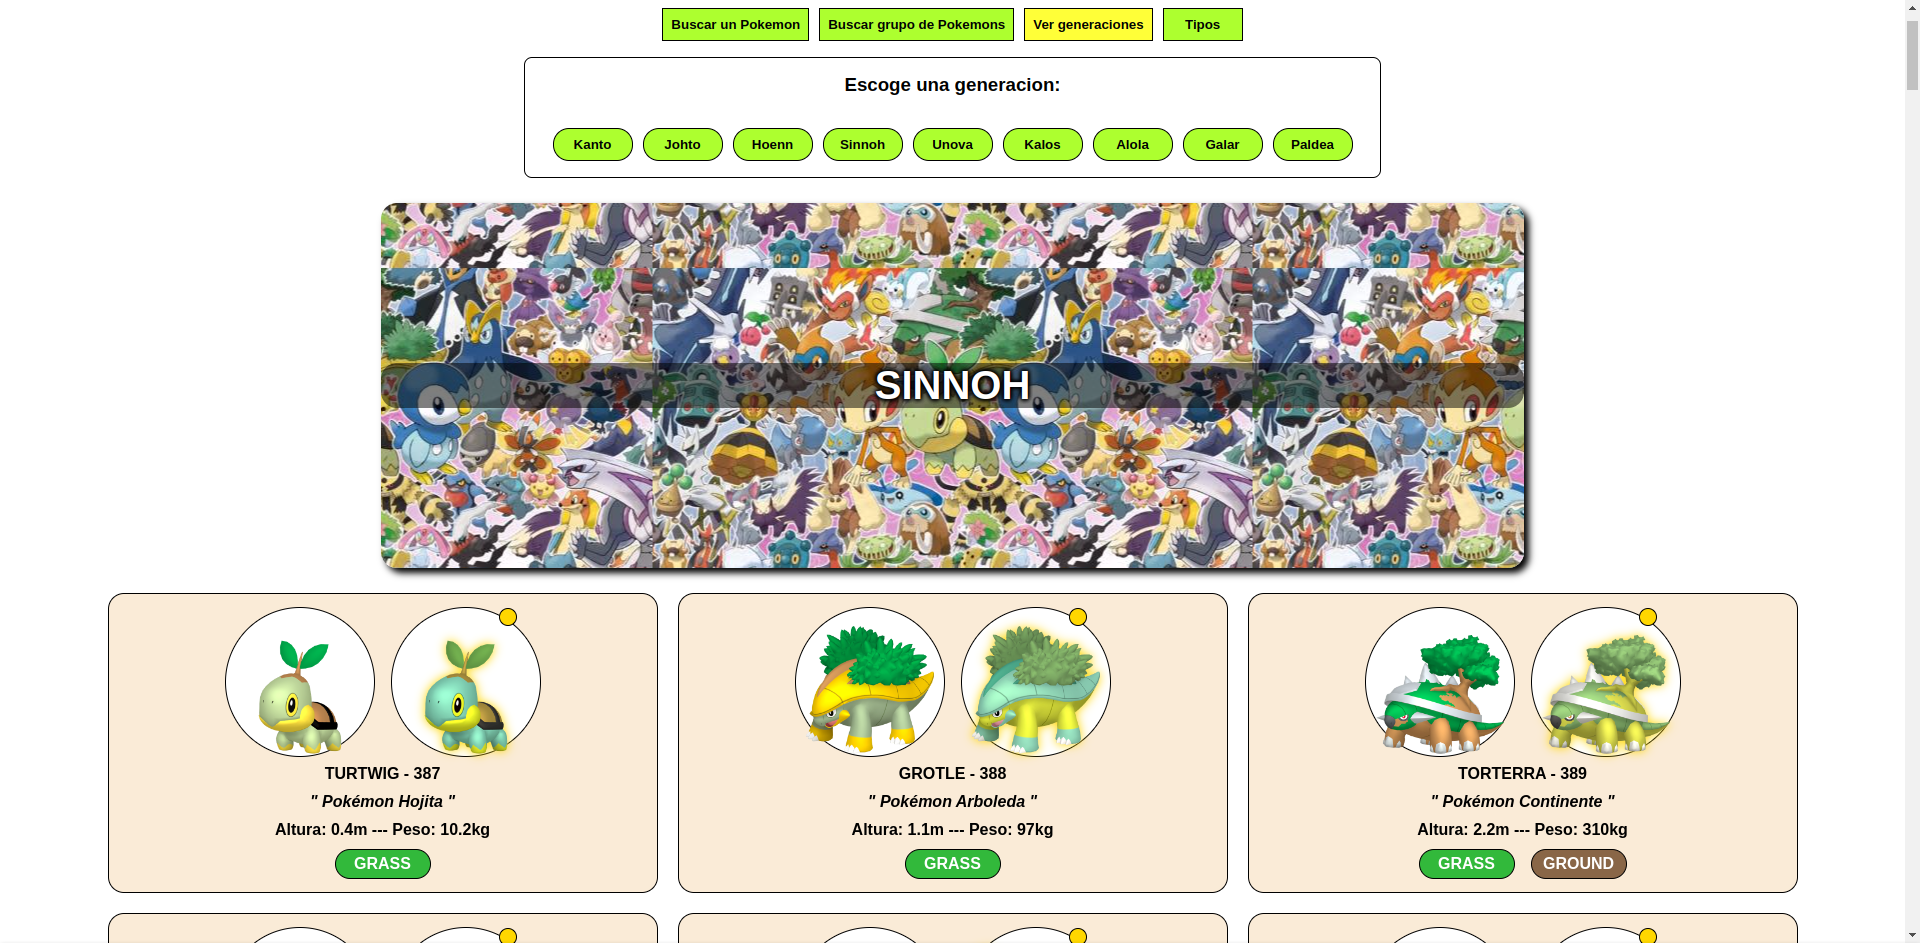 Buscar un Pokemon Buscar grupo de Pokemons Ver generaciones Tipos
Escoge una generacion:
Kanto Johto Hoenn Sinnoh Unova Kalos Alola Galar Paldea
SINNOH
TURTWIG - 387
" Pokémon Hojita "
Altura: 0.4m --- Peso: 10.2kg
GRASS
GROTLE - 388
" Pokémon Arboleda "
Altura: 1.1m --- Peso: 97kg
GRASS
TORTERRA - 389
" Pokémon Continente "
Altura: 2.2m --- Peso: 310kg
GRASS GROUND